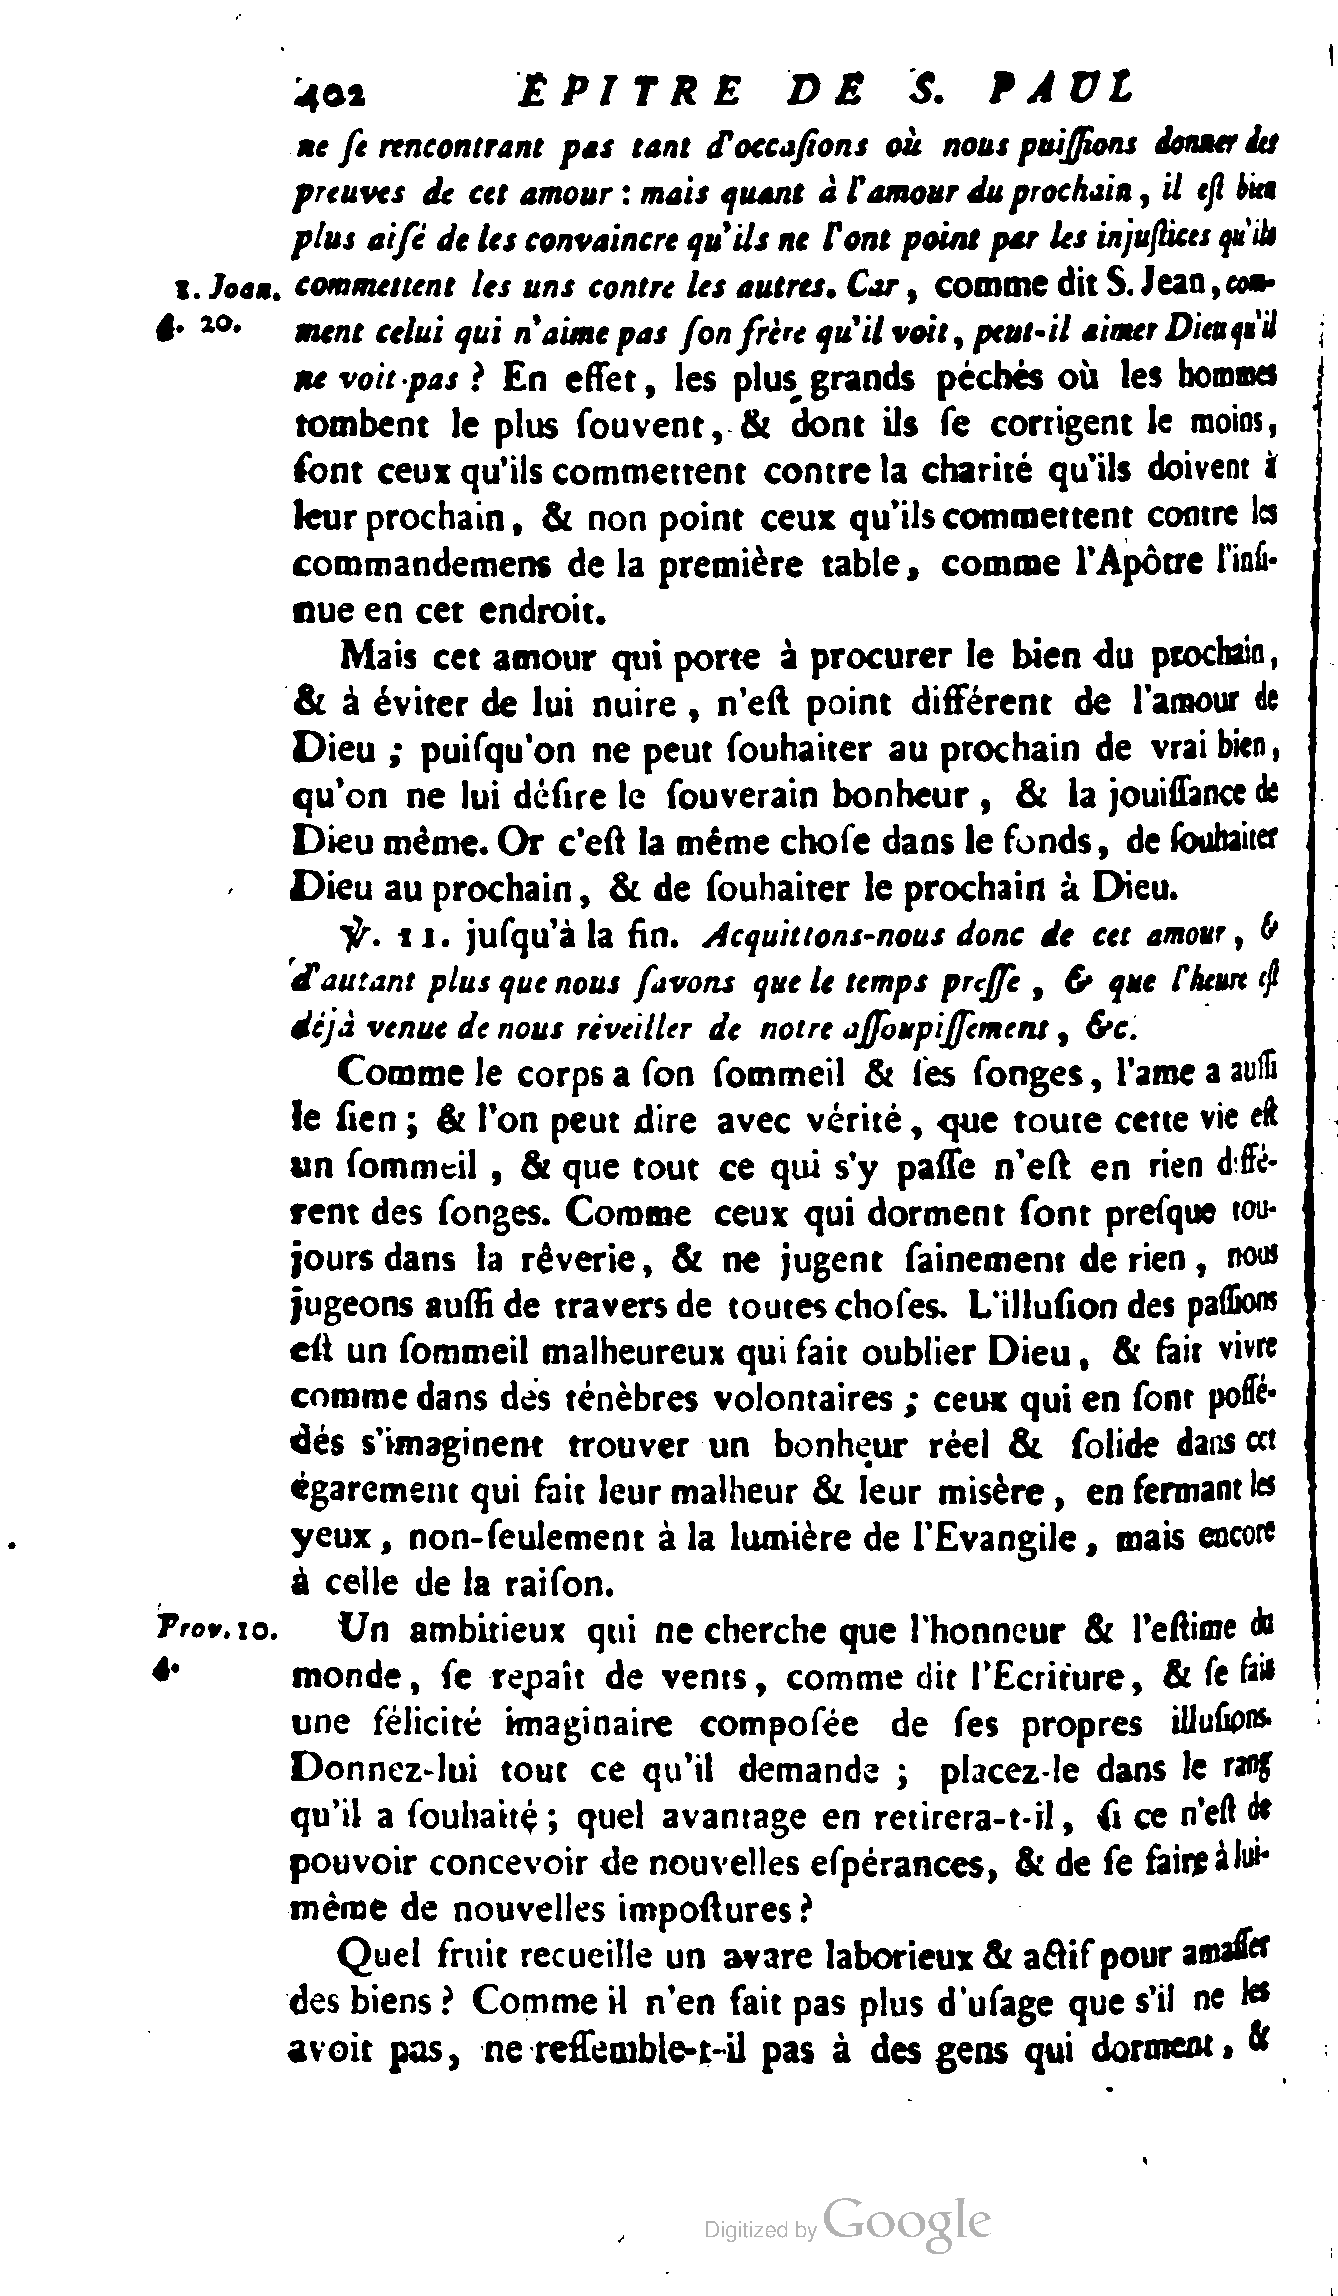 402 ÉPITRE DE S. PAUL
ne ſe rencontrant pas tant d'occaſions où nous puiſſions donner des
preuves de cet amour : mais quant à l'amour du prochain, il eſt bien
plus aiſé de les convaincre qu'ils ne l'ont point par les injuſtices qu'ils
1. Joan. commettent les uns contre les autres. Car, comme dit S. Jean, com-
4. 20. ment celui qui n'aime pas ſon frère qu'il voit, peut-il aimer Dieu qu'il
ne voit pas ? En effet, les plus grands péchés où les hommes
tombent le plus ſouvent, & dont ils ſe corrigent le moins,
ſont ceux qu'ils commettent contre la charité qu'ils doivent à
leur prochain, & non point ceux qu'ils commettent contre les
commandemens de la première table, comme l'Apôtre l'inſi-
nue en cet endroit.
Mais cet amour qui porte à procurer le bien du prochain,
& à éviter de lui nuire, n'eſt point différent de l'amour de
Dieu ; puiſqu'on ne peut ſouhaiter au prochain de vrai bien,
qu'on ne lui déſire le ſouverain bonheur, & la jouiſſance de
Dieu même. Or c'eſt la même choſe dans le fonds, de ſouhaiter
Dieu au prochain, & de ſouhaiter le prochain à Dieu.
℣. 11. juſqu'à la fin. Acquittons-nous donc de cet amour, &
d'autant plus que nous ſavons que le temps preſſe, & que l'heure eſt
déjà venue de nous réveiller de notre aſſoupiſſement, &c.
Comme le corps a ſon ſommeil & ſes ſonges, l'ame a auſſi
le ſien ; & l'on peut dire avec vérité, que toute cette vie eſt
un ſommeil, & que tout ce qui s'y paſſe n'eſt en rien diffé-
rent des ſonges. Comme ceux qui dorment ſont preſque tou-
jours dans la rêverie, & ne jugent ſainement de rien, nous
jugeons auſſi de travers de toutes choſes. L'illuſion des paſſions
eſt un ſommeil malheureux qui fait oublier Dieu, & fait vivre
comme dans des ténèbres volontaires ; ceux qui en ſont poſſé-
dés s'imaginent trouver un bonheur réel & ſolide dans cet
égarement qui fait leur malheur & leur misère, en fermant les
yeux, non-ſeulement à la lumière de l'Evangile, mais encore
à celle de la raiſon.
Prov. 10. Un ambitieux qui ne cherche que l'honneur & l'eſtime du
4. monde, ſe repaît de vents, comme dit l'Ecriture, & ſe fait
une félicité imaginaire compoſée de ſes propres illuſions.
Donnez-lui tout ce qu'il demande ; placez-le dans le rang
qu'il a ſouhaité ; quel avantage en retirera-t-il, ſi ce n'eſt de
pouvoir concevoir de nouvelles eſpérances, & de ſe faire à lui-
même de nouvelles impoſtures ?
Quel fruit recueille un avare laborieux & actif pour amaſſer
des biens ? Comme il n'en fait pas plus d'uſage que s'il ne les
avoit pas, ne reſſemble-t-il pas à des gens qui dorment, &
Digitized by Google